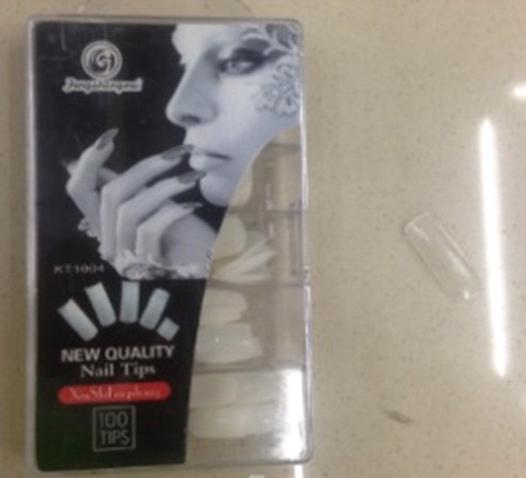 KT1004
NEW QUALITY
Nail Tips
100
TIPS